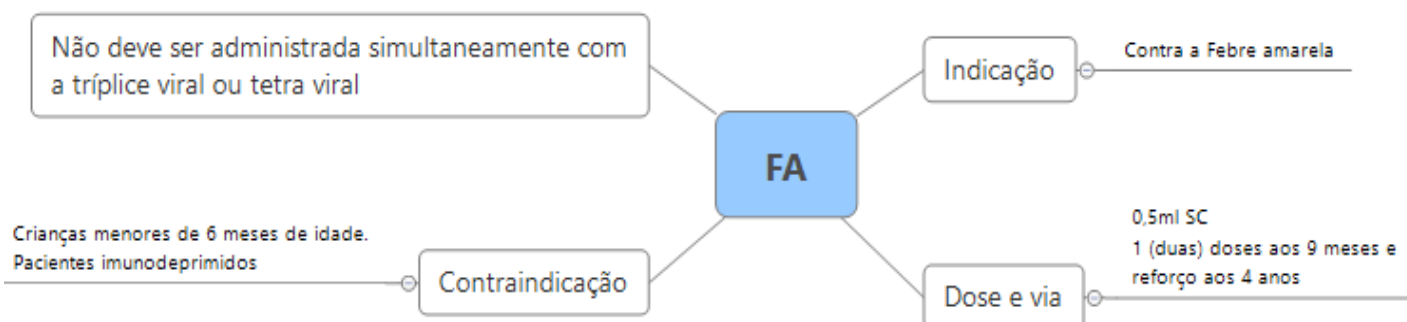 Não deve ser administrada simultaneamente com
a tríplice viral ou tetra viral
Indicação
Contra a Febre amarela
FA
Crianças menores de 6 meses de idade.
Pacientes imunodeprimidos
Contraindicação
Dose e via
0,5ml SC
1 (duas) doses aos 9 meses e
reforço aos 4 anos